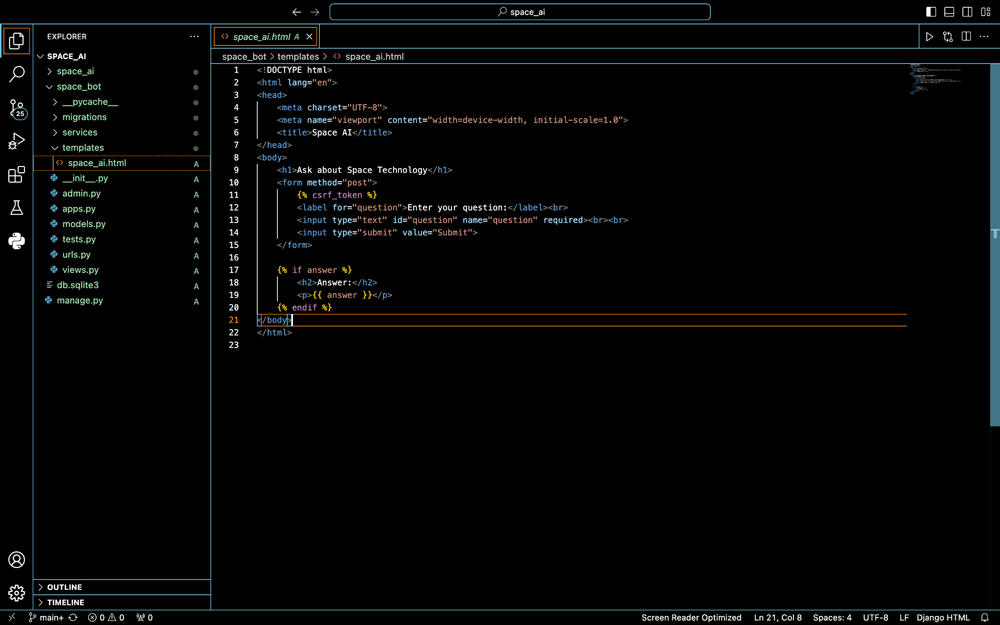 space_ai
EXPLORER
SPACE_AI
space_ai
space_bot
__pycache__
migrations
services
templates
space_ai.html A
__init__.py A
admin.py A
apps.py A
models.py A
tests.py A
urls.py A
views.py A
db.sqlite3 A
manage.py A
OUTLINE
TIMELINE
25
space_ai.html A
space_bot > templates > space_ai.html
1 <!DOCTYPE html>
2 <html lang="en">
3 <head>
4     <meta charset="UTF-8">
5     <meta name="viewport" content="width=device-width, initial-scale=1.0">
6     <title>Space AI</title>
7 </head>
8 <body>
9     <h1>Ask about Space Technology</h1>
10     <form method="post">
11         {% csrf_token %}
12         <label for="question">Enter your question:</label><br>
13         <input type="text" id="question" name="question" required><br><br>
14         <input type="submit" value="Submit">
15     </form>
16
17     {% if answer %}
18         <h2>Answer:</h2>
19         <p>{{ answer }}</p>
20     {% endif %}
21 </body>
22 </html>
23
main+ 0 0 0 Screen Reader Optimized Ln 21, Col 8 Spaces: 4 UTF-8 LF Django HTML